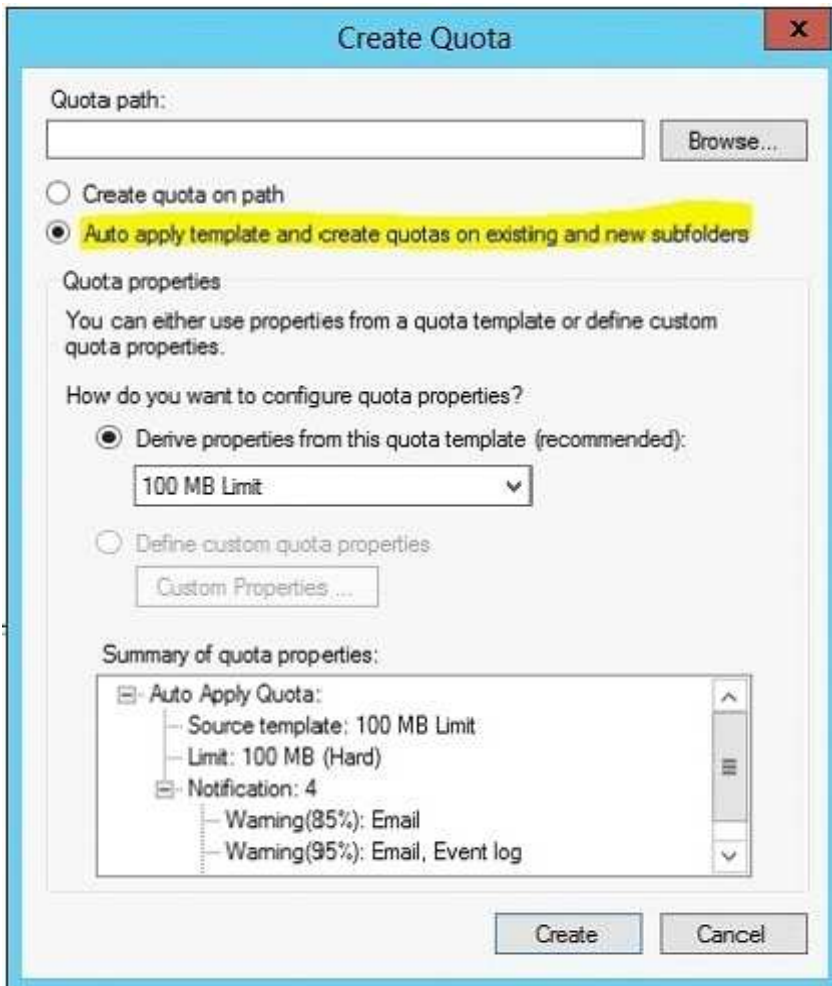 Create Quota
x
Quota path:
Browse...
Create quota on path
Auto apply template and create quotas on existing and new subfolders
Quota properties
You can either use properties from a quota template or define custom
quota properties.
How do you want to configure quota properties?
Derive properties from this quota template (recommended):
100 MB Limit
Define custom quota properties
Custom Properties ...
Summary of quota properties:
Auto Apply Quota:
Source template: 100 MB Limit
Limit: 100 MB (Hard)
Notification: 4
Warning(85%): Email
Warning(95%): Email, Event log
Create
Cancel